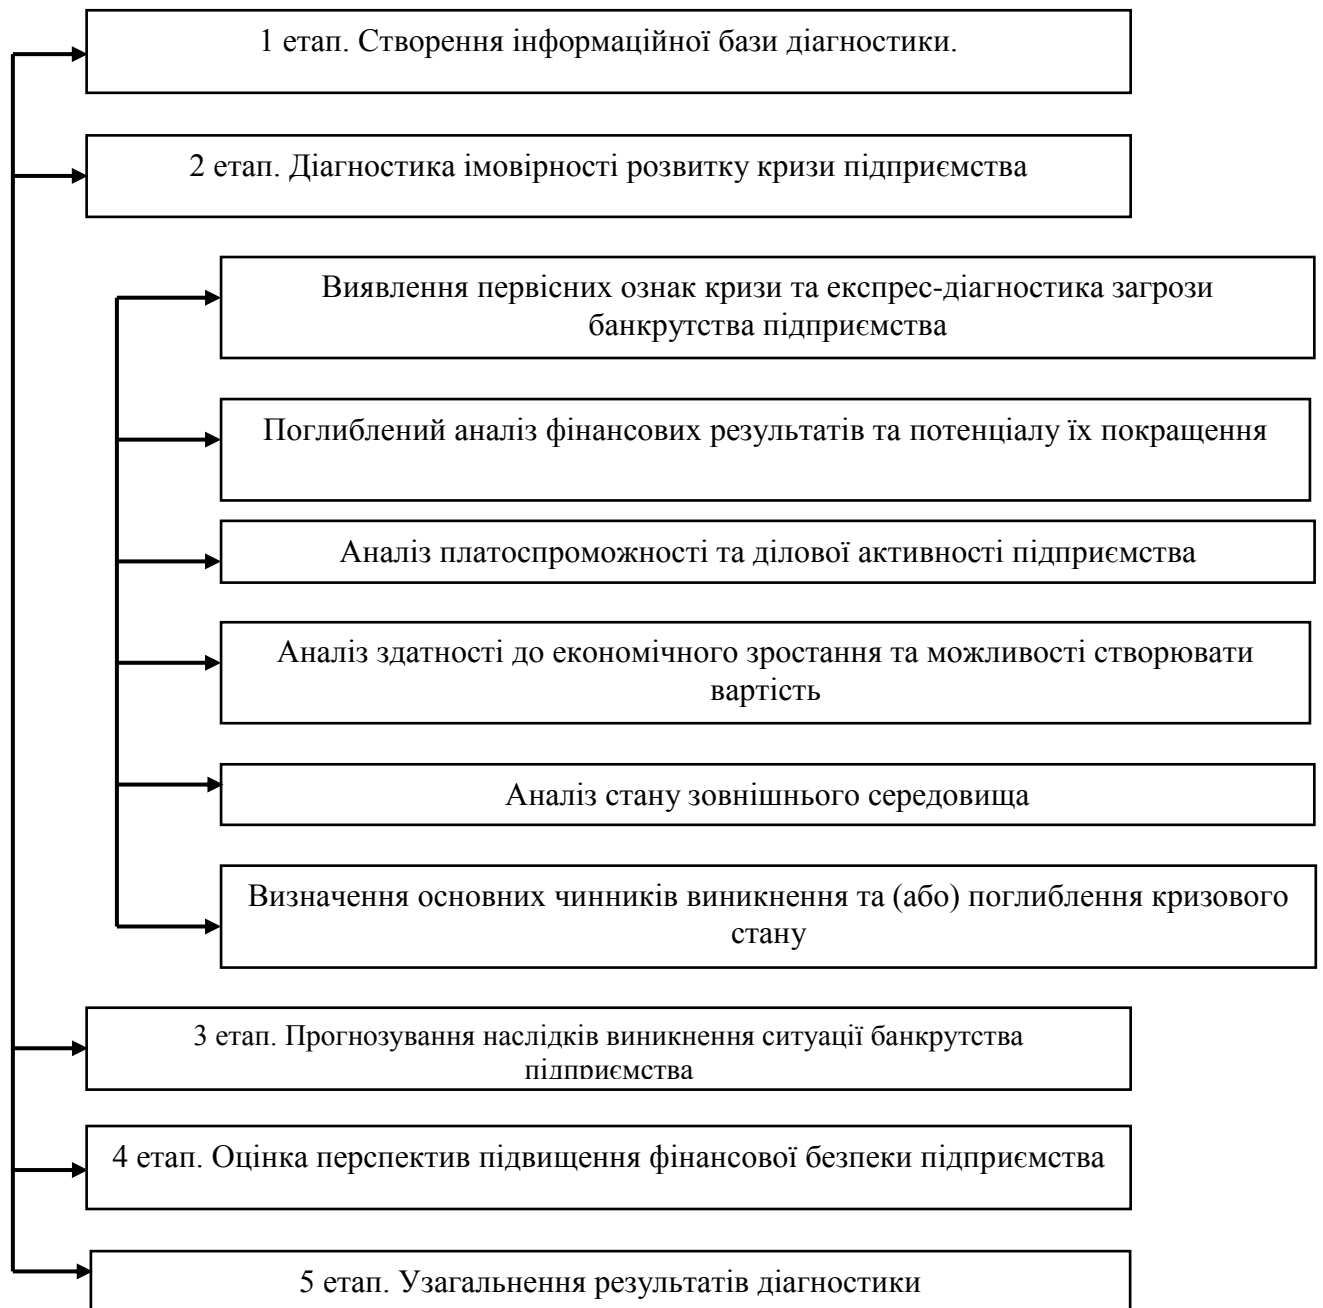 1 етап. Створення інформаційної бази діагностики.
2 етап. Діагностика імовірності розвитку кризи підприємства
Виявлення первісних ознак кризи та експрес-діагностика загрози
банкрутства підприємства
Поглиблений аналіз фінансових результатів та потенціалу їх покращення
Аналіз платоспроможності та ділової активності підприємства
Аналіз здатності до економічного зростання та можливості створювати
вартість
Аналіз стану зовнішнього середовища
Визначення основних чинників виникнення та (або) поглиблення кризового
стану
3 етап. Прогнозування наслідків виникнення ситуації банкрутства
підприємства
4 етап. Оцінка перспектив підвищення фінансової безпеки підприємства
5 етап. Узагальнення результатів діагностики